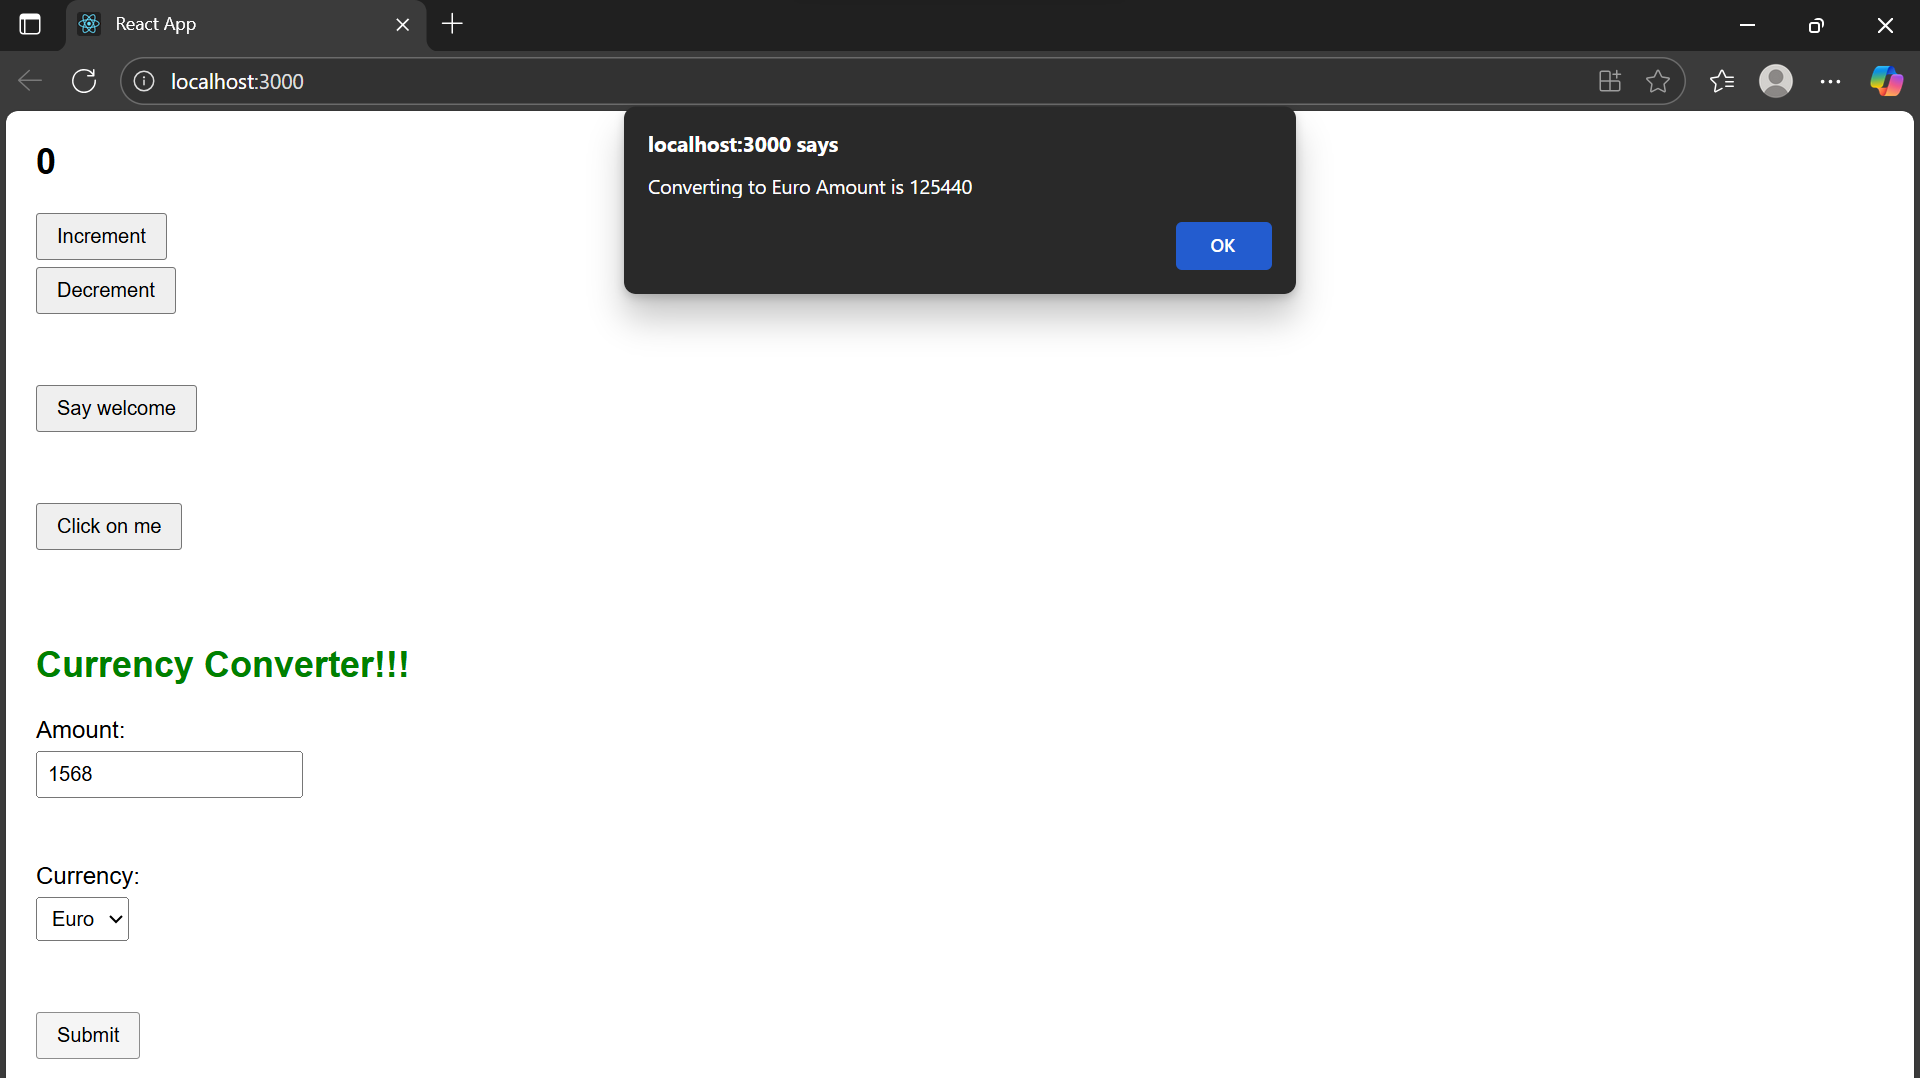 React App
localhost:3000
localhost:3000 says
Converting to Euro Amount is 125440
OK
0
Increment
Decrement
Say welcome
Click on me
Currency Converter!!!
Amount:
1568
Currency:
Euro
Submit